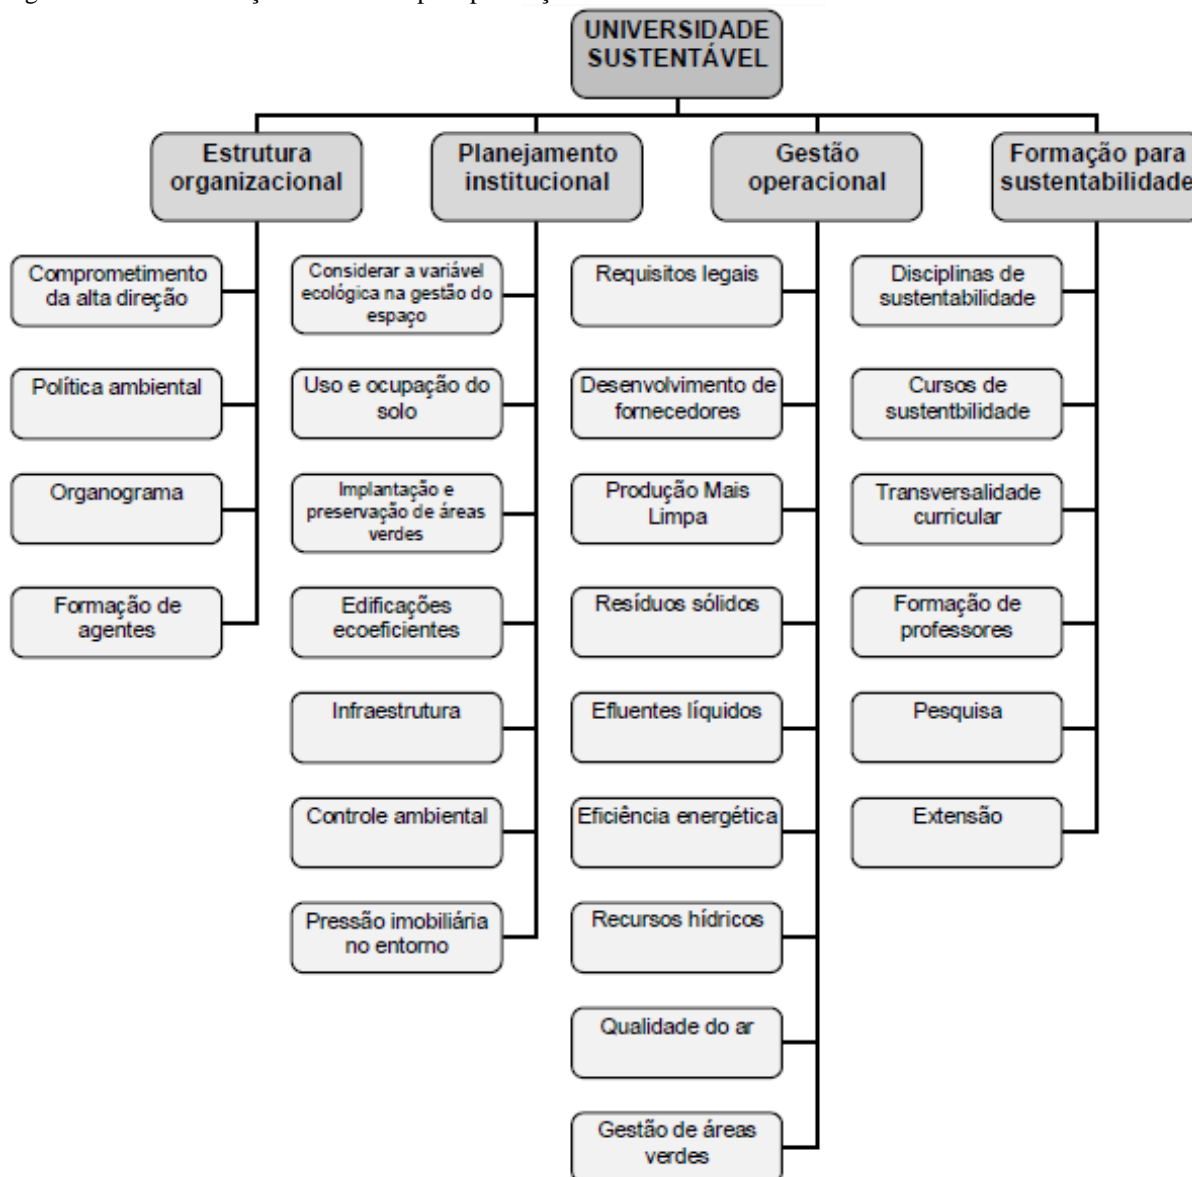 UNIVERSIDADE
SUSTENTÁVEL
Estrutura
organizacional
Planejamento
institucional
Gestão
operacional
Formação para
sustentabilidade
Comprometimento
da alta direção
Política ambiental
Organograma
Formação de
agentes
Considerar a variável
ecológica na gestão do
espaço
Uso e ocupação do
solo
Implantação e
preservação de áreas
verdes
Edificações
ecoeficientes
Infraestrutura
Controle ambiental
Pressão imobiliária
no entorno
Requisitos legais
Desenvolvimento de
fornecedores
Produção Mais
Limpa
Resíduos sólidos
Efluentes líquidos
Eficiência energética
Recursos hídricos
Qualidade do ar
Gestão de áreas
verdes
Disciplinas de
sustentabilidade
Cursos de
sustentbilidade
Transversalidade
curricular
Formação de
professores
Pesquisa
Extensão